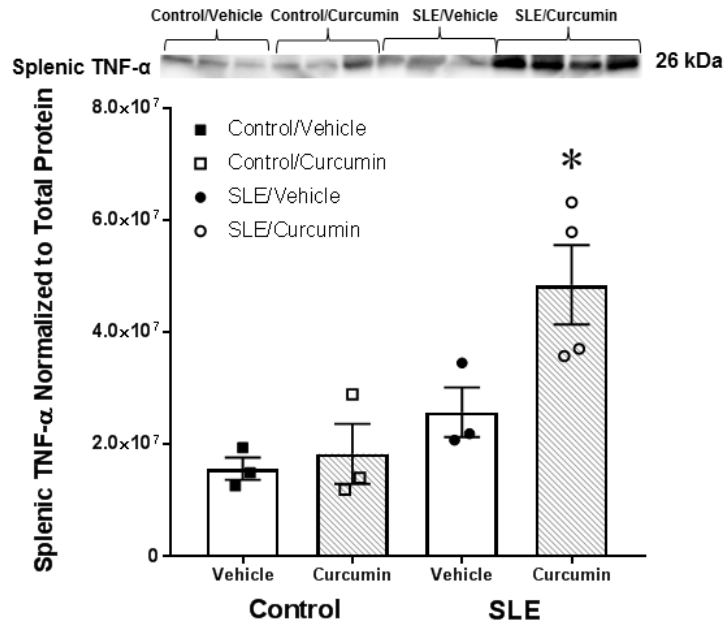 Control/Vehicle Control/Curcumin SLE/Vehicle SLE/Curcumin
Splenic TNF-α 26 kDa
Splenic TNF-α Normalized to Total Protein
8.0×10⁷
6.0×10⁷
4.0×10⁷
2.0×10⁷
0
Control/Vehicle
Control/Curcumin
SLE/Vehicle
SLE/Curcumin
*
Vehicle Curcumin Vehicle Curcumin
Control SLE